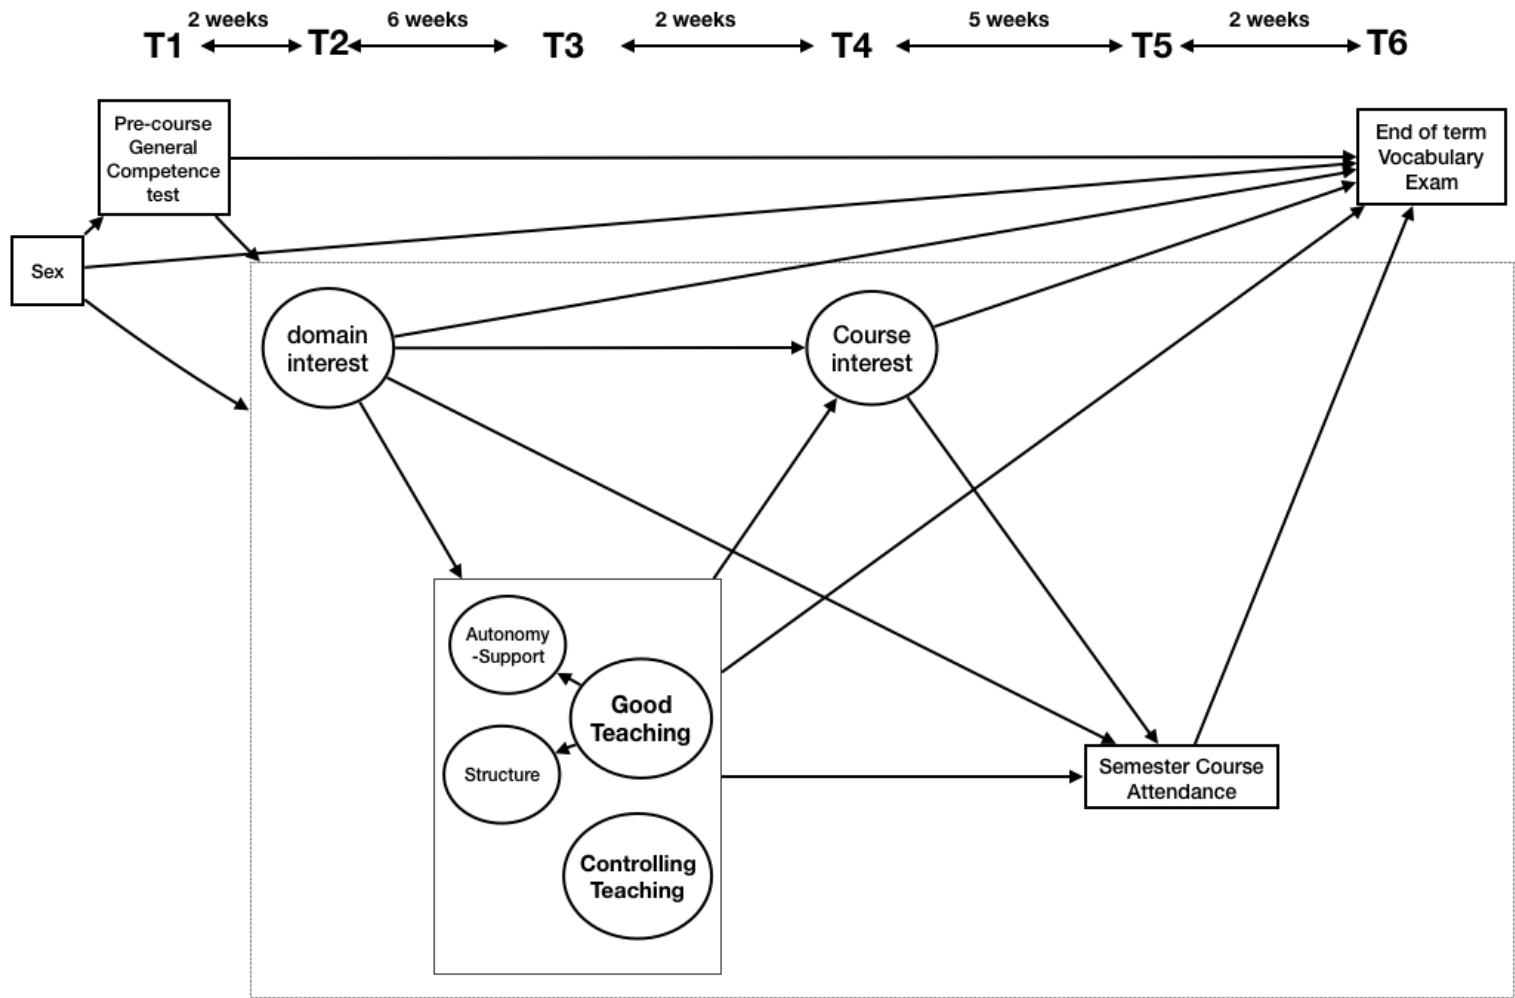 2 weeks
6 weeks
2 weeks
5 weeks
2 weeks
T1
T2
T3
T4
T5
T6
Pre-course
General
Competence
test
End of term
Vocabulary
Exam
Sex
domain
interest
Course
interest
Autonomy
-Support
Good
Teaching
Structure
Semester Course
Attendance
Controlling
Teaching